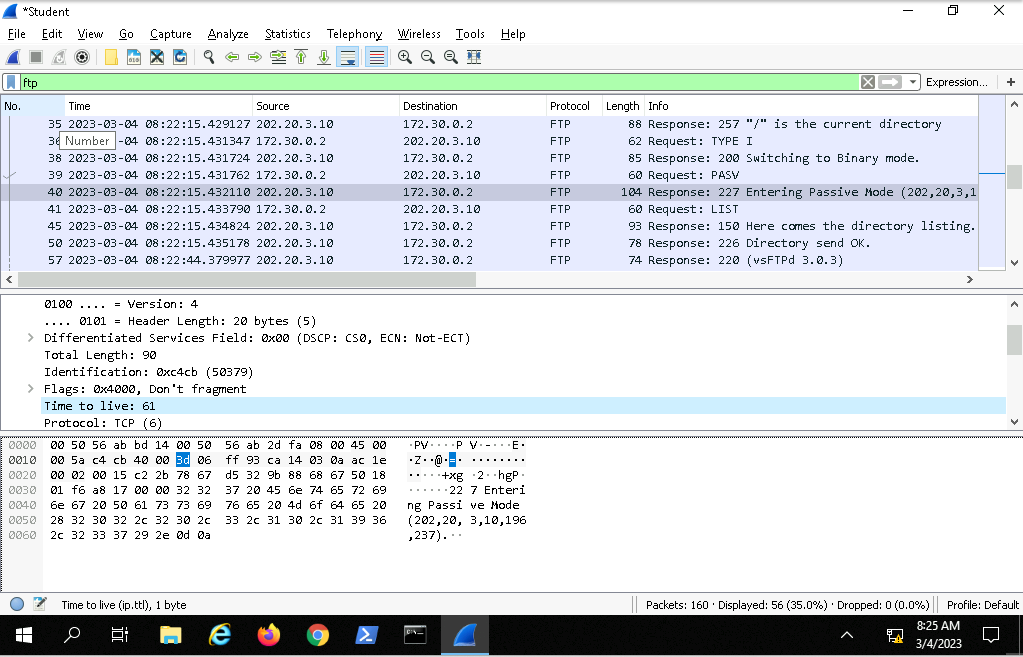 *Student
File Edit View Go Capture Analyze Statistics Telephony Wireless Tools Help
ftp Expression... +
No. Time Source Destination Protocol Length Info
35 2023-03-04 08:22:15.429127 202.20.3.10 172.30.0.2 FTP 88 Response: 257 "/" is the current directory
36 -04 08:22:15.431347 172.30.0.2 202.20.3.10 FTP 62 Request: TYPE I
Number
38 2023-03-04 08:22:15.431724 202.20.3.10 172.30.0.2 FTP 85 Response: 200 Switching to Binary mode.
39 2023-03-04 08:22:15.431762 172.30.0.2 202.20.3.10 FTP 60 Request: PASV
40 2023-03-04 08:22:15.432110 202.20.3.10 172.30.0.2 FTP 104 Response: 227 Entering Passive Mode (202,20,3,1
41 2023-03-04 08:22:15.433790 172.30.0.2 202.20.3.10 FTP 60 Request: LIST
45 2023-03-04 08:22:15.434824 202.20.3.10 172.30.0.2 FTP 93 Response: 150 Here comes the directory listing.
50 2023-03-04 08:22:15.435178 202.20.3.10 172.30.0.2 FTP 78 Response: 226 Directory send OK.
57 2023-03-04 08:22:44.379977 202.20.3.10 172.30.0.2 FTP 74 Response: 220 (vsFTPd 3.0.3)
0100 .... = Version: 4
.... 0101 = Header Length: 20 bytes (5)
Differentiated Services Field: 0x00 (DSCP: CS0, ECN: Not-ECT)
Total Length: 90
Identification: 0xc4cb (50379)
Flags: 0x4000, Don't fragment
Time to live: 61
Protocol: TCP (6)
0000 00 50 56 ab bd 14 00 50 56 ab 2d fa 08 00 45 00 ·PV····P V·-···E·
0010 00 5a c4 cb 40 00 3d 06 ff 93 ca 14 03 0a ac 1e ·Z··@·=· ········
0020 00 02 00 15 c2 2b 78 67 d5 32 9b 88 68 67 50 18 ·····+xg ·2··hgP·
0030 01 f6 a8 17 00 00 32 32 37 20 45 6e 74 65 72 69 ······22 7 Enteri
0040 6e 67 20 50 61 73 73 69 76 65 20 4d 6f 64 65 20 ng Passi ve Mode
0050 28 32 30 32 2c 32 30 2c 33 2c 31 30 2c 31 39 36 (202,20, 3,10,196
0060 2c 32 33 37 29 2e 0d 0a ,237).··
Time to live (ip.ttl), 1 byte Packets: 160 · Displayed: 56 (35.0%) · Dropped: 0 (0.0%) Profile: Default
8:25 AM
3/4/2023